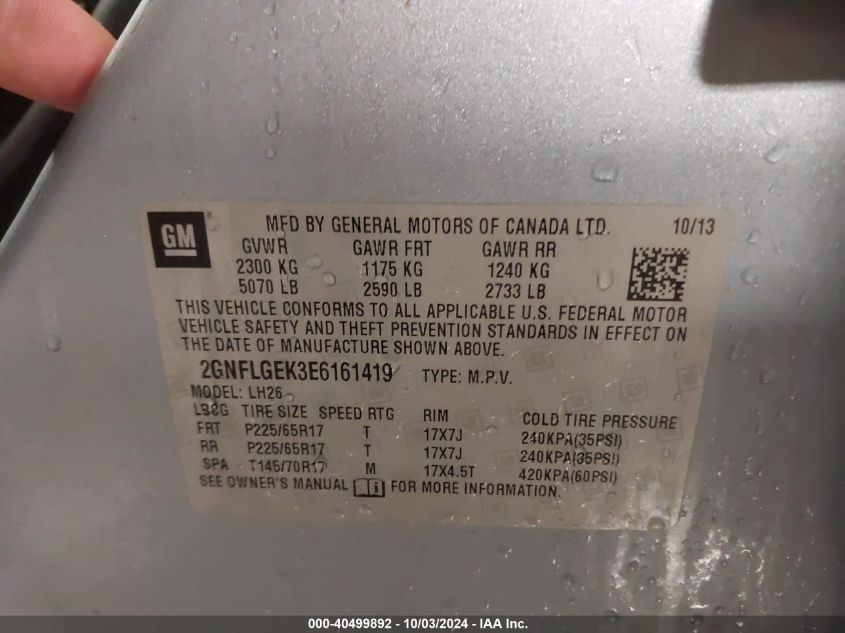 GM
MFD BY GENERAL MOTORS OF CANADA LTD. 10/13
GVWR GAWR FRT GAWR RR
2300 KG 1175 KG 1240 KG
5070 LB 2590 LB 2733 LB
THIS VEHICLE CONFORMS TO ALL APPLICABLE U.S. FEDERAL MOTOR
VEHICLE SAFETY AND THEFT PREVENTION STANDARDS IN EFFECT ON
THE DATE OF MANUFACTURE SHOWN ABOVE.
2GNFLGEK3E6161419 TYPE: M.P.V.
MODEL: LH26
TIRE SIZE SPEED RTG RIM COLD TIRE PRESSURE
FRT P225/65R17 T 17X7J 240KPA(35PSI)
RR P225/65R17 T 17X7J 240KPA(35PSI)
SPA T145/70R17 M 17X4.5T 420KPA(60PSI)
SEE OWNER'S MANUAL FOR MORE INFORMATION.
000-40499892 - 10/03/2024 - IAA Inc.